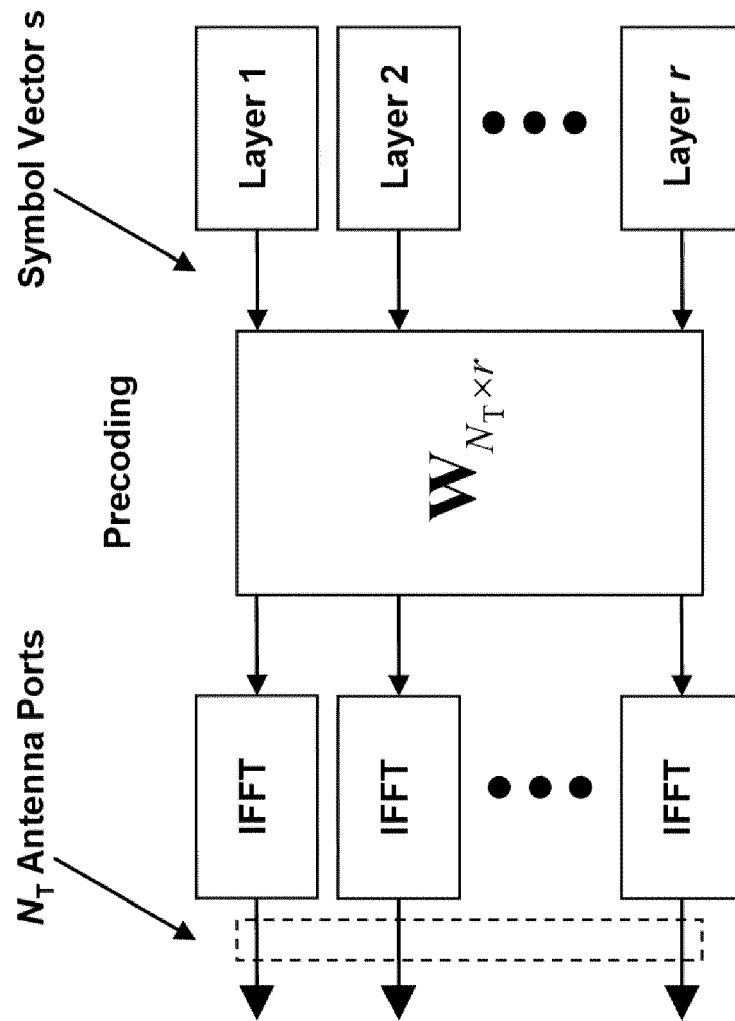 Symbol Vector s
Layer 1
Layer 2
Layer r
Precoding
W_{N_T×r}
N_T Antenna Ports
IFFT
IFFT
IFFT